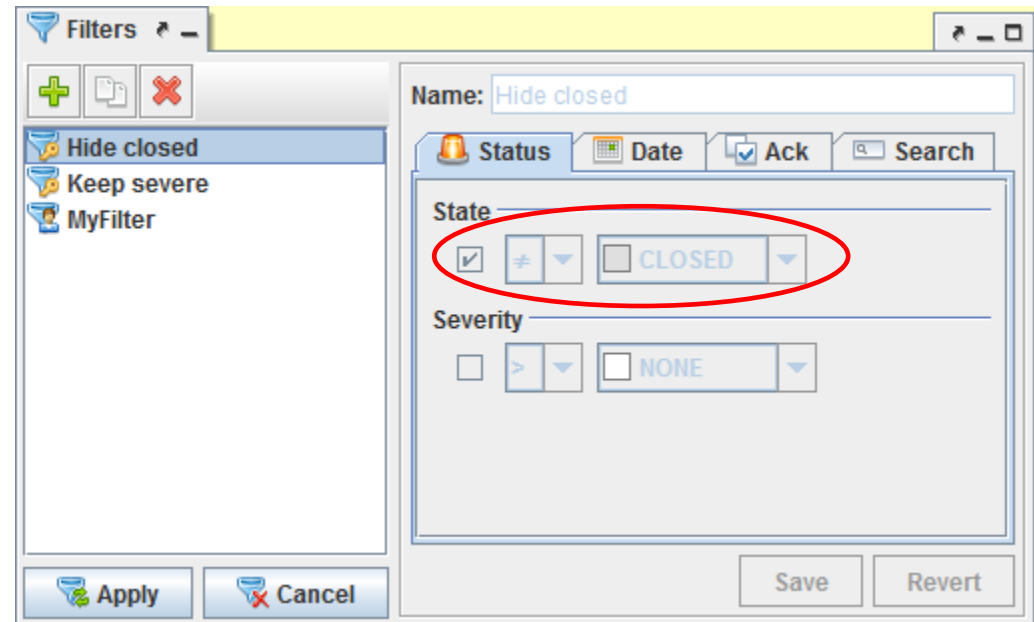 Filters
Name: Hide closed
Hide closed
Keep severe
MyFilter
Status Date Ack Search
State
≠ CLOSED
Severity
> NONE
Save Revert
Apply Cancel